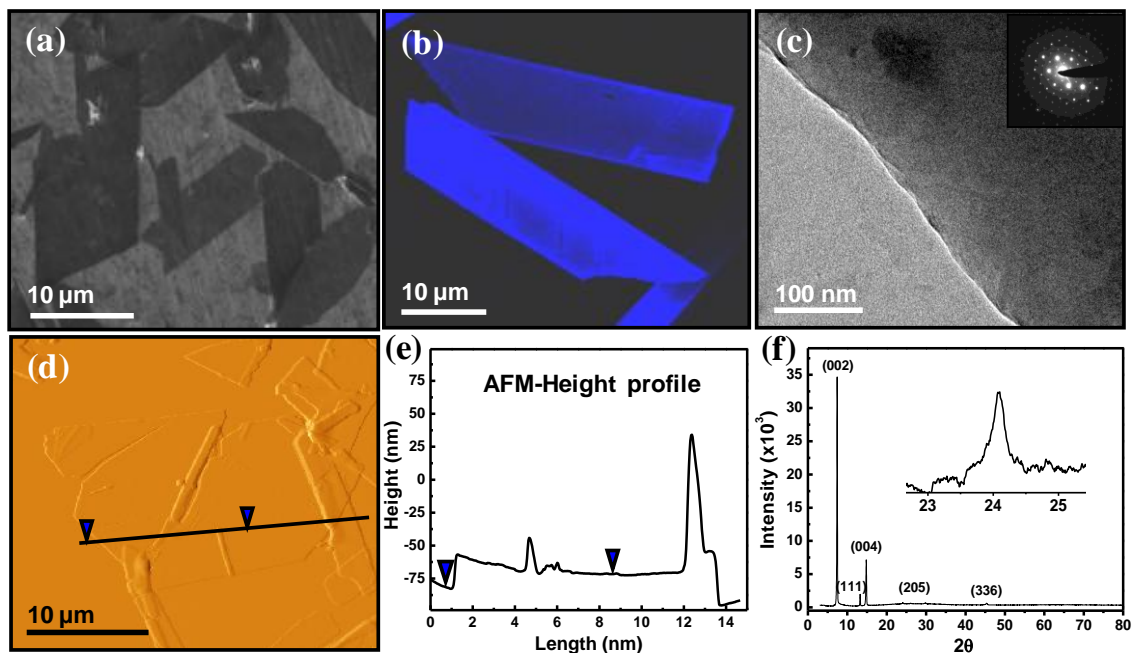 (a)
10 µm
(b)
10 µm
(c)
100 nm
(d)
10 µm
(e)
AFM-Height profile
Height (nm)
75
50
25
0
-25
-50
-75
0 2 4 6 8 10 12 14
Length (nm)
(f)
Intensity (x10³)
35
30
25
20
15
10
5
0
(002)
(111)
(004)
(205)
(336)
23 24 25
0 10 20 30 40 50 60 70 80
2θ